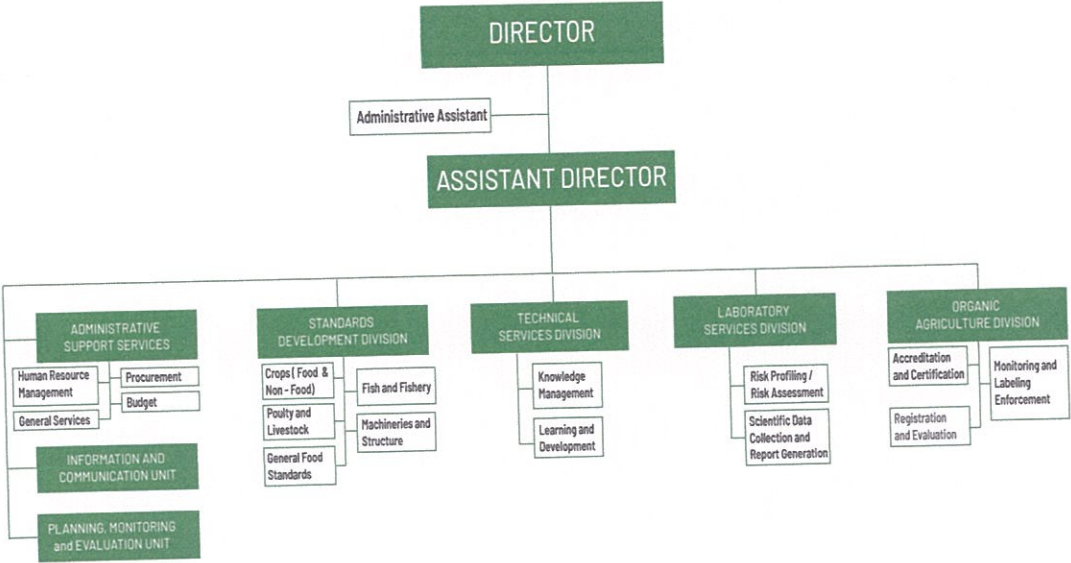 DIRECTOR
Administrative Assistant
ASSISTANT DIRECTOR
ADMINISTRATIVE
SUPPORT SERVICES
Human Resource
Management
Procurement
General Services
Budget
INFORMATION AND
COMMUNICATION UNIT
PLANNING, MONITORING
and EVALUATION UNIT
STANDARDS
DEVELOPMENT DIVISION
Crops ( Food &
Non - Food)
Fish and Fishery
Poulty and
Livestock
Machineries and
Structure
General Food
Standards
TECHNICAL
SERVICES DIVISION
Knowledge
Management
Learning and
Development
LABORATORY
SERVICES DIVISION
Risk Profiling /
Risk Assessment
Scientific Data
Collection and
Report Generation
ORGANIC
AGRICULTURE DIVISION
Accreditation
and Certification
Monitoring and
Labeling
Enforcement
Registration
and Evaluation